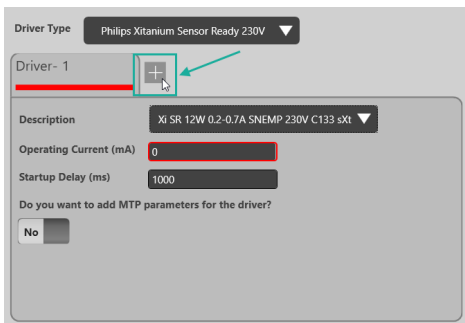 Driver Type Philips Xitanium Sensor Ready 230V
Driver- 1
Description Xi SR 12W 0.2-0.7A SNEMP 230V C133 sXt
Operating Current (mA) 0
Startup Delay (ms) 1000
Do you want to add MTP parameters for the driver?
No